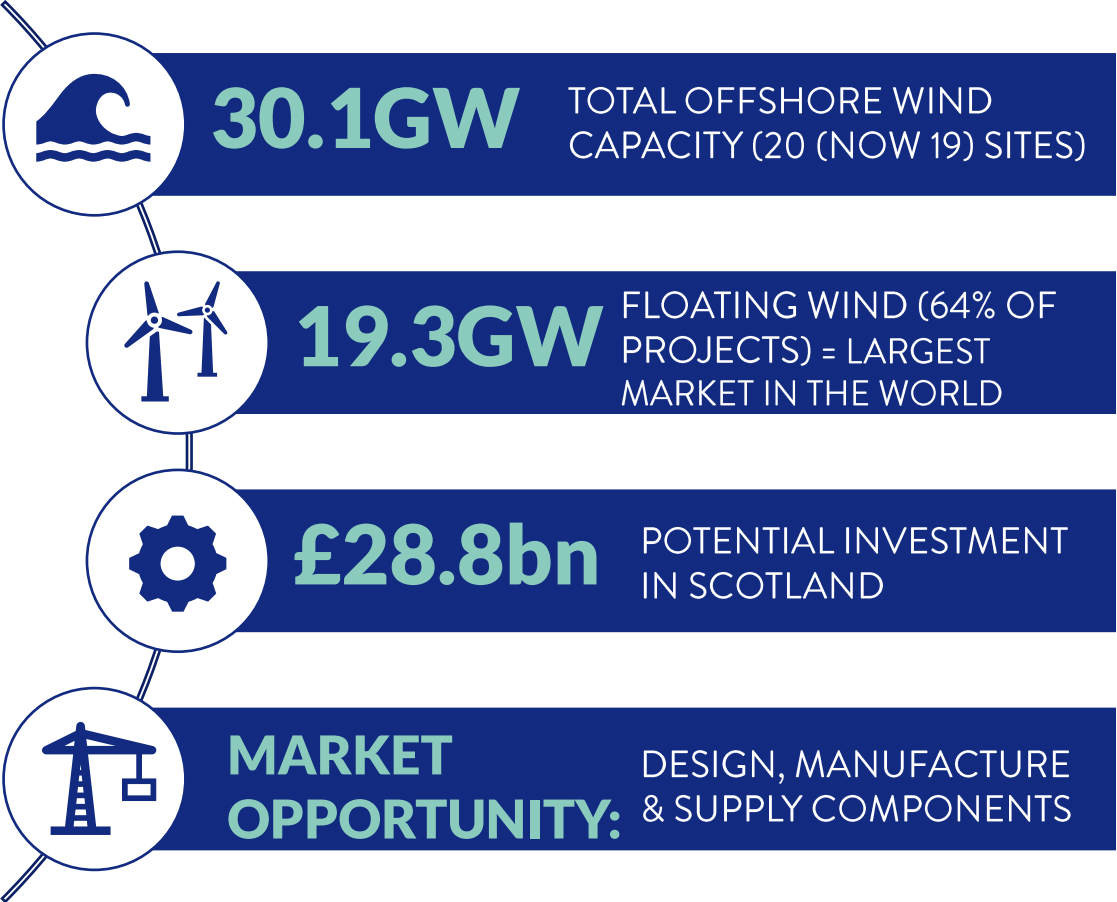 30.1GW
TOTAL OFFSHORE WIND
CAPACITY (20 (NOW 19) SITES)
19.3GW
FLOATING WIND (64% OF
PROJECTS) = LARGEST
MARKET IN THE WORLD
£28.8bn
POTENTIAL INVESTMENT
IN SCOTLAND
MARKET
OPPORTUNITY:
DESIGN, MANUFACTURE
& SUPPLY COMPONENTS